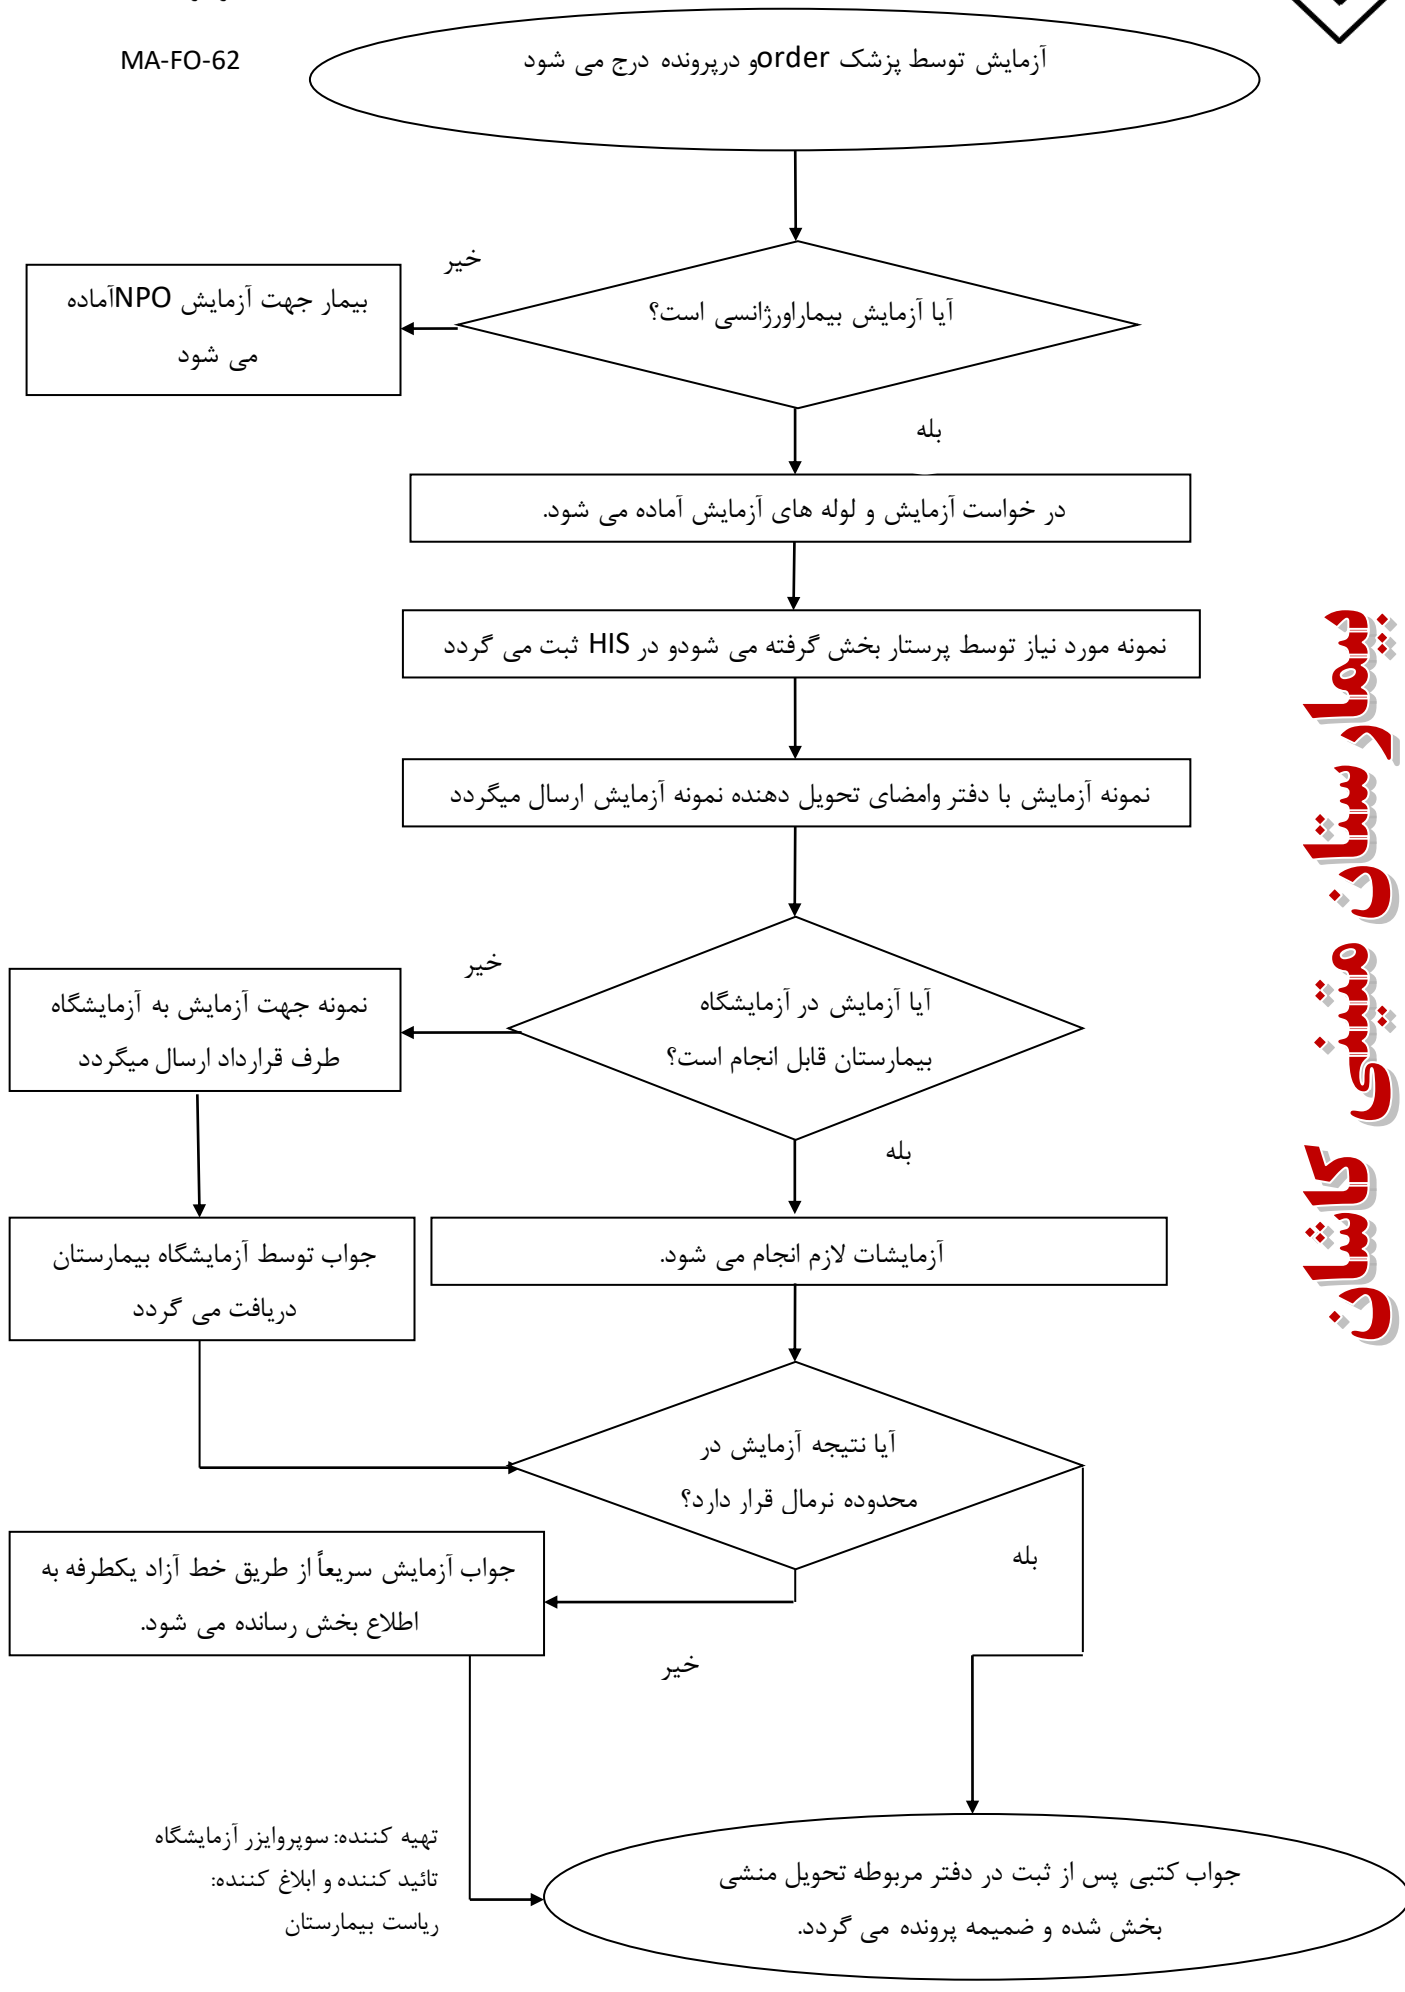 MA-FO-62
آزمایش توسط پزشک orderو درپرونده درج می شود
خیر
بیمار جهت آزمایش NPOآماده
می شود
آیا آزمایش بیماراورژانسی است؟
بله
در خواست آزمایش و لوله های آزمایش آماده می شود.
نمونه مورد نیاز توسط پرستار بخش گرفته می شودو در HIS ثبت می گردد
نمونه آزمایش با دفتر وامضای تحویل دهنده نمونه آزمایش ارسال میگردد
خیر
نمونه جهت آزمایش به آزمایشگاه
طرف قرارداد ارسال میگردد
آیا آزمایش در آزمایشگاه
بیمارستان قابل انجام است؟
بله
جواب توسط آزمایشگاه بیمارستان
دریافت می گردد
آزمایشات لازم انجام می شود.
آیا نتیجه آزمایش در
محدوده نرمال قرار دارد؟
بله
جواب آزمایش سریعاً از طریق خط آزاد یکطرفه به
اطلاع بخش رسانده می شود.
خیر
جواب کتبی پس از ثبت در دفتر مربوطه تحویل منشی
بخش شده و ضمیمه پرونده می گردد.
تهیه کننده: سوپروایزر آزمایشگاه
تائید کننده و ابلاغ کننده:
ریاست بیمارستان
بیمارستان متینی کاشان